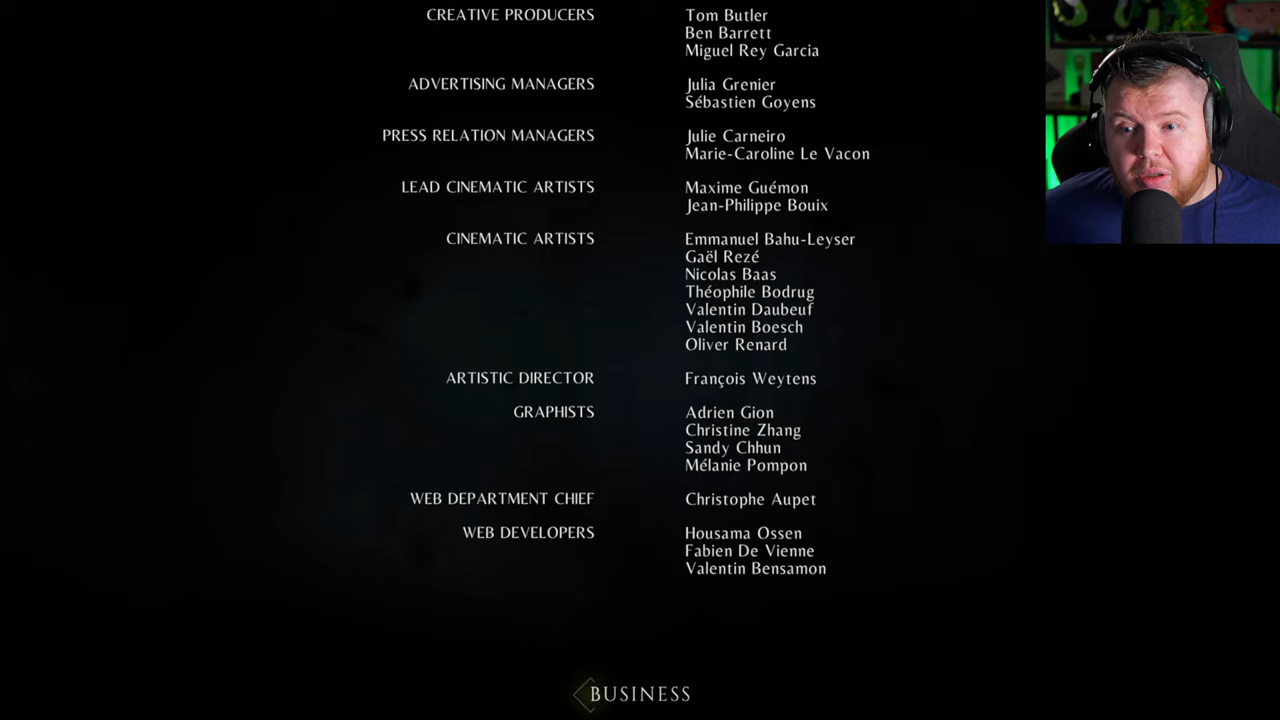 CREATIVE PRODUCERS Tom Butler
Ben Barrett
Miguel Rey Garcia
ADVERTISING MANAGERS Julia Grenier
Sébastien Goyens
PRESS RELATION MANAGERS Julie Carneiro
Marie-Caroline Le Vacon
LEAD CINEMATIC ARTISTS Maxime Guémon
Jean-Philippe Bouix
CINEMATIC ARTISTS Emmanuel Bahu-Leyser
Gaël Rezé
Nicolas Baas
Théophile Bodrug
Valentin Daubeuf
Valentin Boesch
Oliver Renard
ARTISTIC DIRECTOR François Weytens
GRAPHISTS Adrien Gion
Christine Zhang
Sandy Chhun
Mélanie Pompon
WEB DEPARTMENT CHIEF Christophe Aupet
WEB DEVELOPERS Housama Ossen
Fabien De Vienne
Valentin Bensamon
BUSINESS